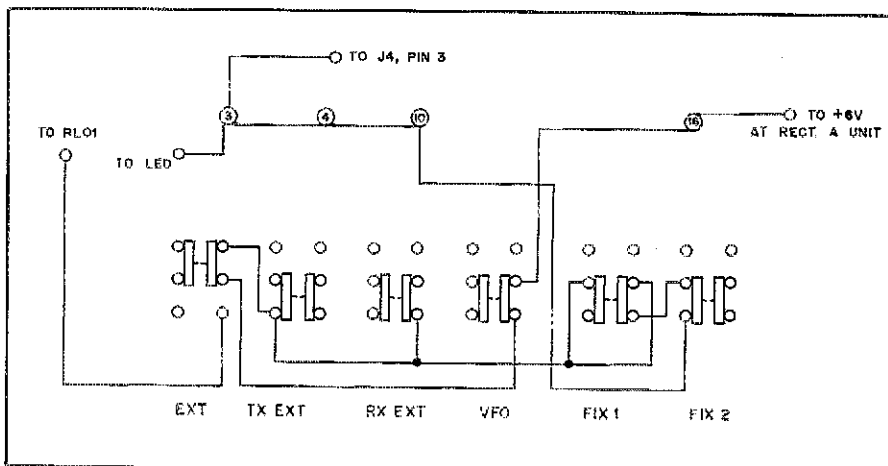 TO J4, PIN 3
3
4
10
16
TO +6V
AT RECT. A UNIT
TO RL01
TO LED
EXT
TX EXT
RX EXT
VFO
FIX 1
FIX 2